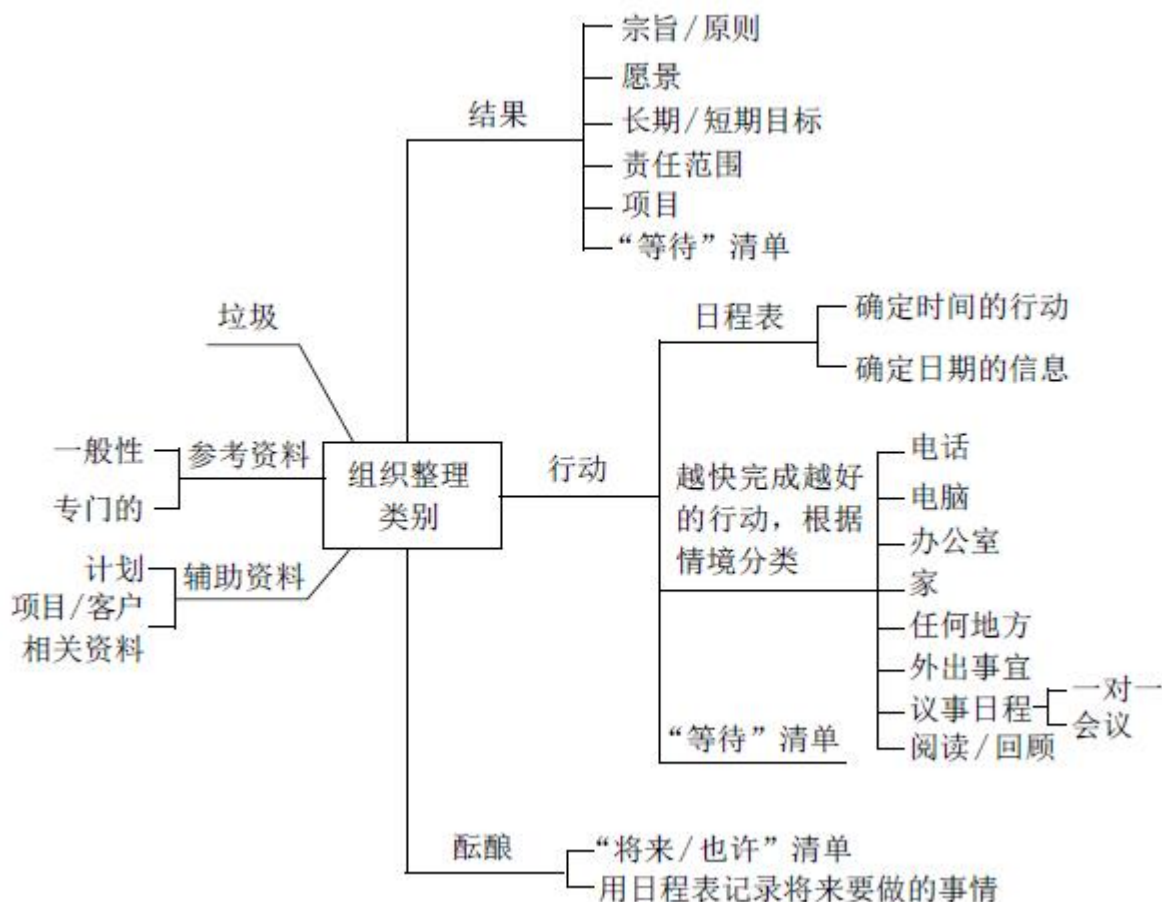 宗旨/原则
愿景
结果
长期/短期目标
责任范围
项目
“等待”清单
垃圾
日程表
确定时间的行动
确定日期的信息
一般性
参考资料
专门的
组织整理
类别
行动
越快完成越好
的行动，根据
情境分类
电话
电脑
办公室
家
任何地方
外出事宜
议事日程
一对一
会议
阅读/回顾
计划
辅助资料
项目/客户
相关资料
“等待”清单
酝酿
“将来/也许”清单
用日程表记录将来要做的事情